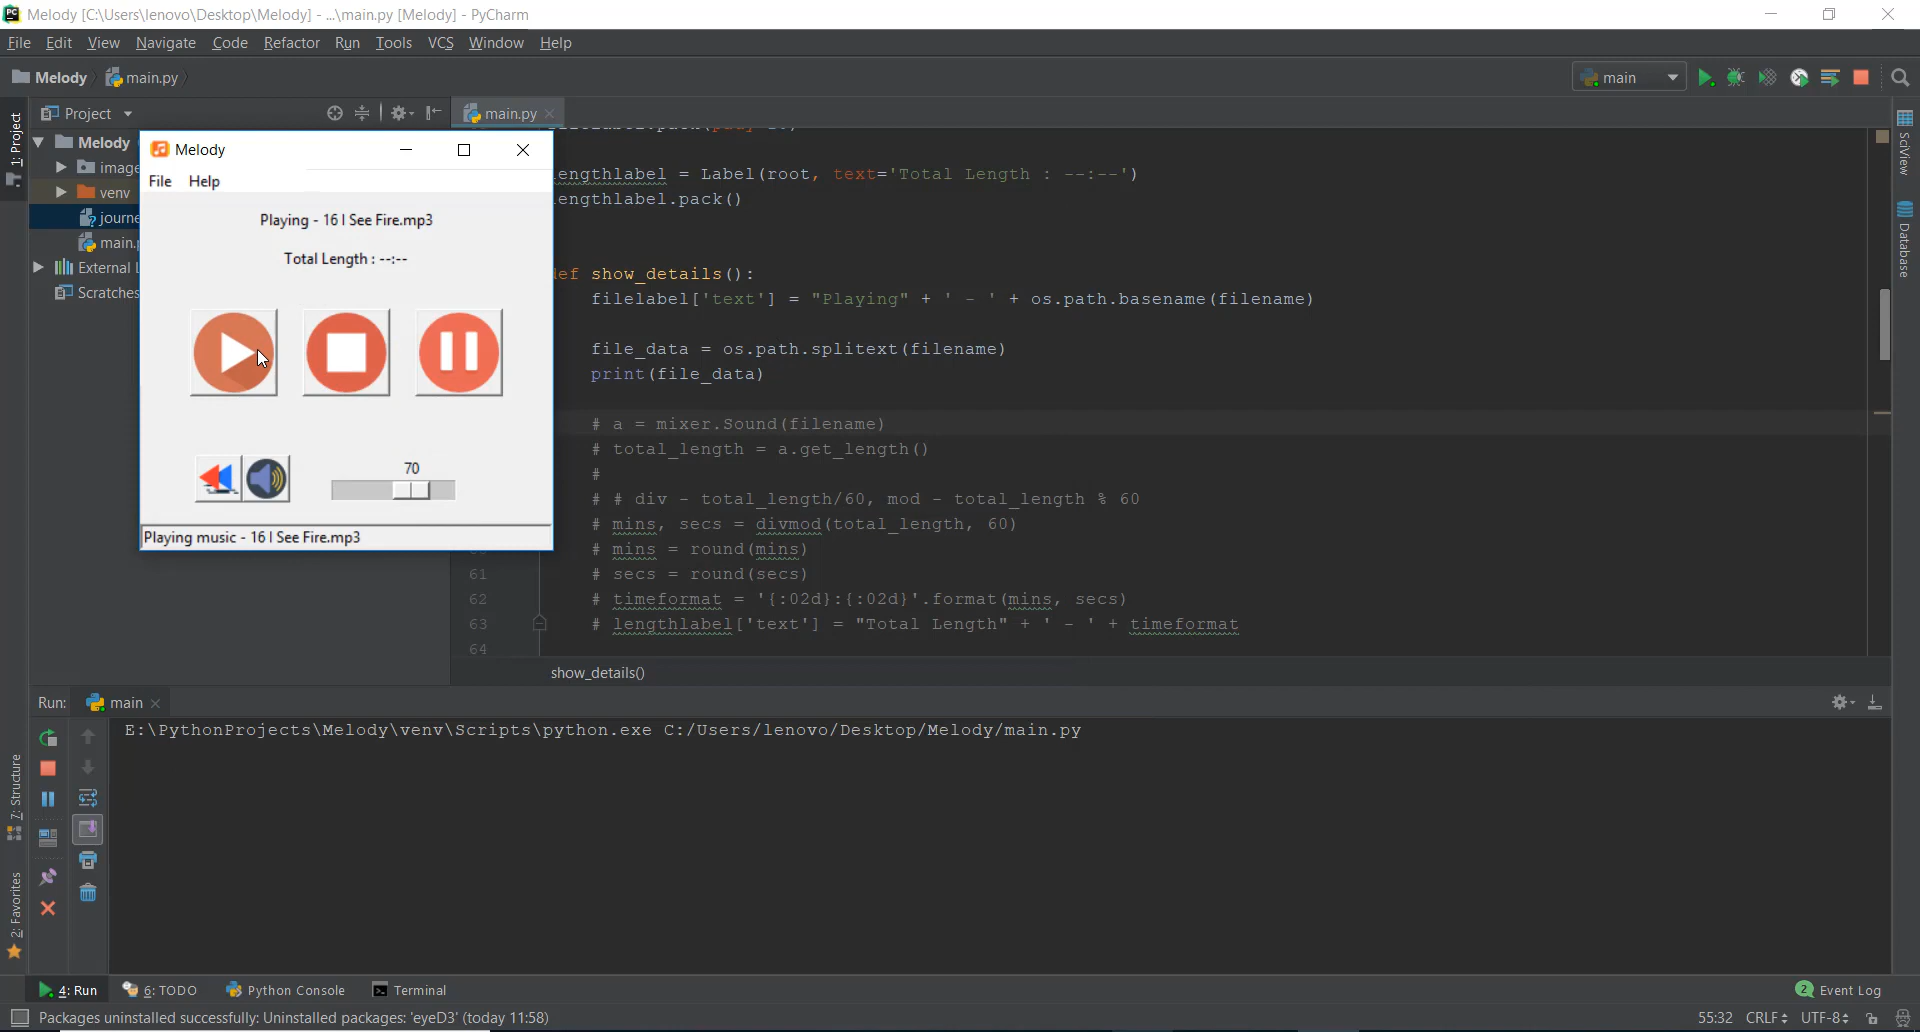 Melody [C:\Users\lenovo\Desktop\Melody] - ...\main.py [Melody] - PyCharm
File Edit View Navigate Code Refactor Run Tools VCS Window Help
Melody main.py main
1: Project
Project
main.py
Melody
image
venv
journe
main.
External L
Scratches
Melody
File Help
Playing - 16 I See Fire.mp3
Total Length : --:--
70
Playing music - 16 I See Fire.mp3
engthlabel = Label(root, text='Total Length : --:--')
engthlabel.pack()
ef show_details():
filelabel['text'] = "Playing" + ' - ' + os.path.basename(filename)
file_data = os.path.splitext(filename)
print(file_data)
# a = mixer.Sound(filename)
# total_length = a.get_length()
#
# # div - total_length/60, mod - total_length % 60
# mins, secs = divmod(total_length, 60)
# mins = round(mins)
61 # secs = round(secs)
62 # timeformat = '{:02d}:{:02d}'.format(mins, secs)
63 # lengthlabel['text'] = "Total Length" + ' - ' + timeformat
64
show_details()
SciView
Database
Run: main
E:\PythonProjects\Melody\venv\Scripts\python.exe C:/Users/lenovo/Desktop/Melody/main.py
7: Structure
2: Favorites
4: Run 6: TODO Python Console Terminal 2 Event Log
Packages uninstalled successfully: Uninstalled packages: 'eyeD3' (today 11:58) 55:32 CRLF UTF-8